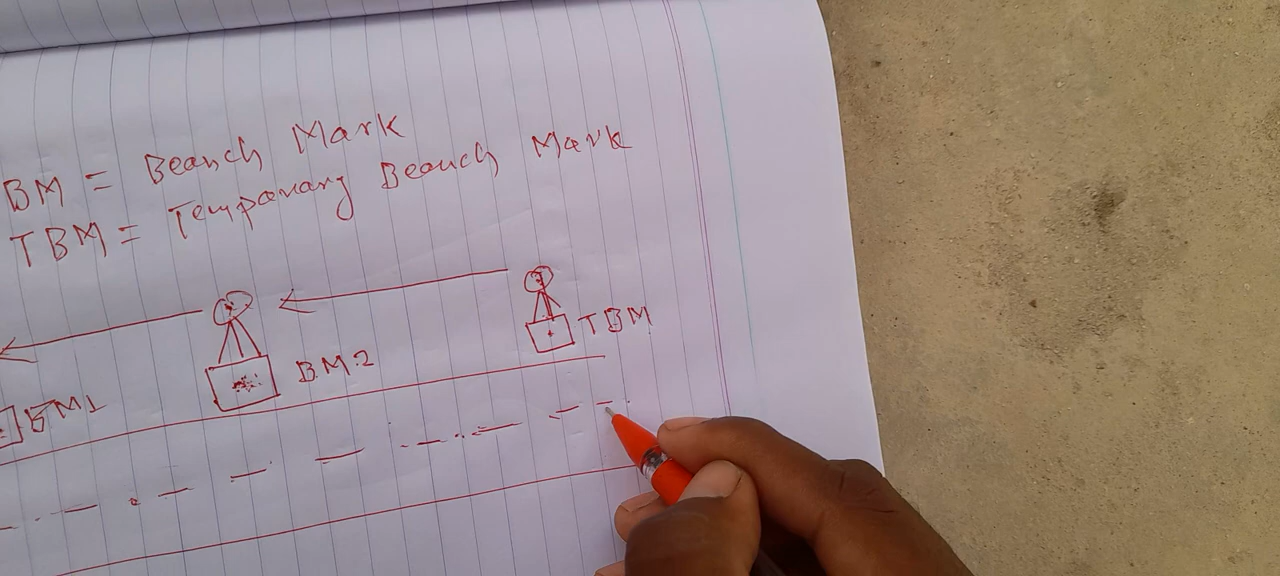 BM = Beanch Mark
TBM = Temporary Beanch Mark
TBM
BM2
BM1